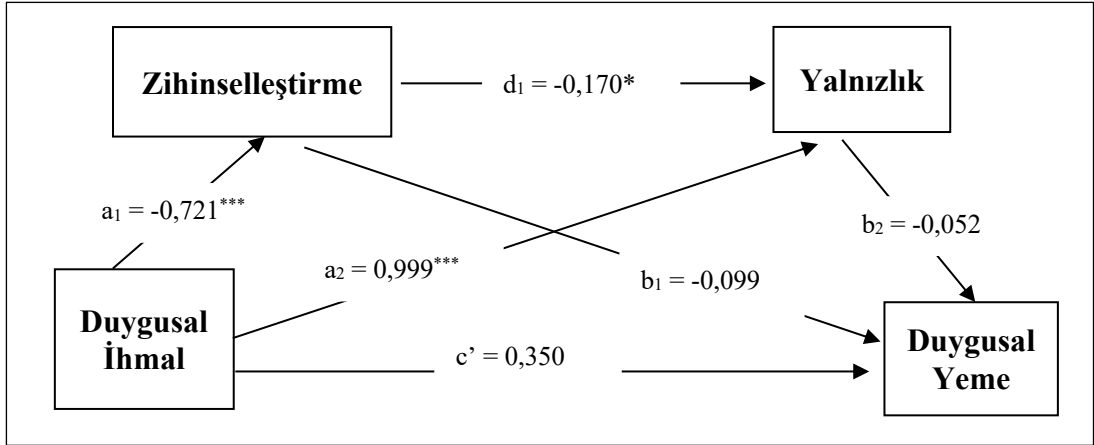 Zihinselleştirme
d₁ = -0,170*
Yalnızlık
a₁ = -0,721***
a₂ = 0,999***
b₁ = -0,099
b₂ = -0,052
Duygusal
İhmal
c’ = 0,350
Duygusal
Yeme